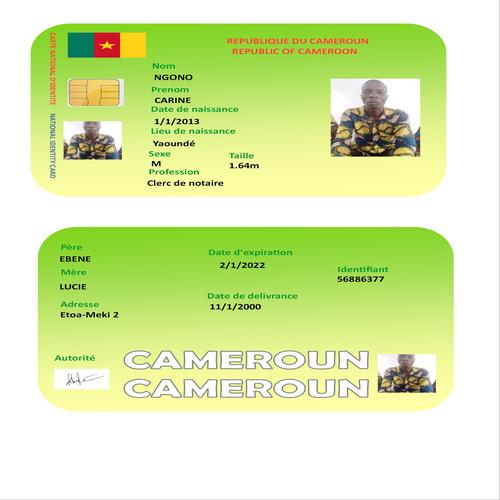 REPUBLIQUE DU CAMEROUN
REPUBLIC OF CAMEROON
CARTE NATIONAL D'IDENTITÉ
NATIONAL IDENTITY CARD
Nom
NGONO
Prenom
CARINE
Date de naissance
1/1/2013
Lieu de naissance
Yaoundé
Sexe Taille
M 1.64m
Profession
Clerc de notaire
Père
EBENE
Mère
LUCIE
Adresse
Etoa-Meki 2
Date d'expiration
2/1/2022
Date de delivrance
11/1/2000
Identifiant
56886377
Autorité
CAMEROUN
CAMEROUN